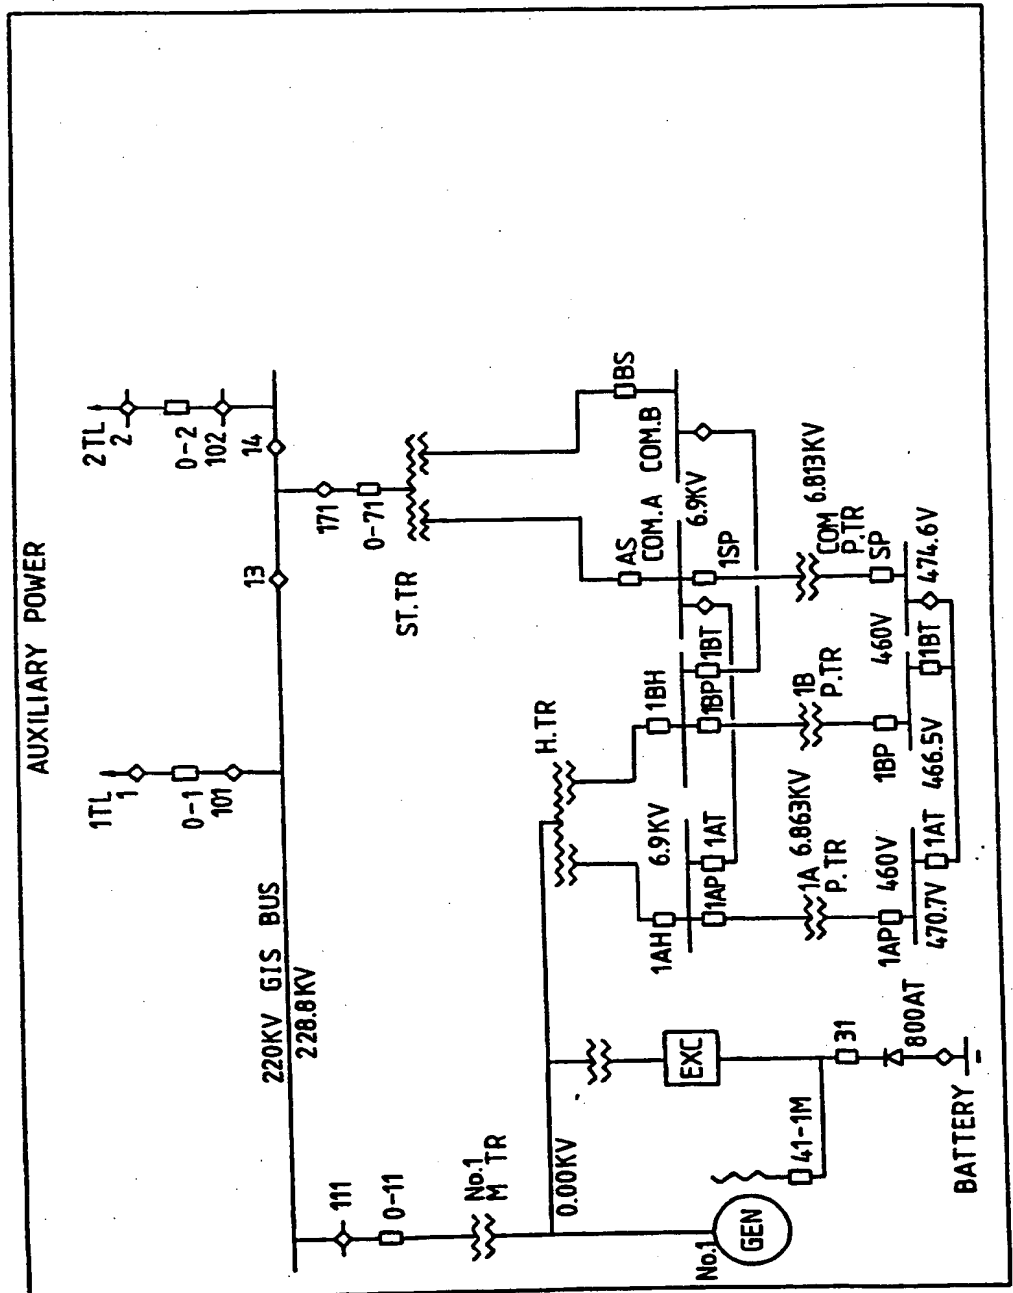 AUXILIARY POWER
1TL
1
0-1
101
2TL
2
0-2
102
220KV GIS BUS
228.8KV
13
14
111
0-11
No.1
M TR
171
0-71
ST.TR
0.00KV
H.TR
No.1
GEN
41-1M
EXC
31
800AT
BATTERY
1AH
6.9KV
1BH
AS
COM.A
COM.B
BS
6.9KV
1AP
1AT
1BP
1BT
1SP
1A
6.863KV
P.TR
1B
P.TR
COM
6.813KV
P.TR
1AP
460V
1BP
460V
SP
470.7V
1AT
466.5V
1BT
474.6V